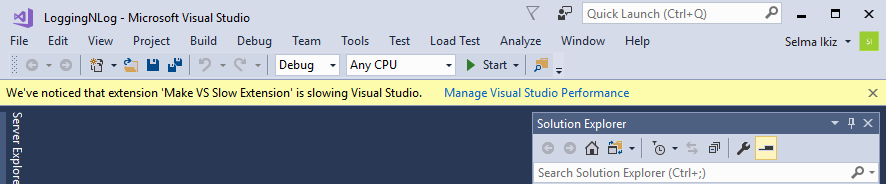 LoggingNLog - Microsoft Visual Studio
Quick Launch (Ctrl+Q)
File Edit View Project Build Debug Team Tools Test Load Test Analyze Window Help Selma Ikiz SI
Debug Any CPU Start
We've noticed that extension 'Make VS Slow Extension' is slowing Visual Studio. Manage Visual Studio Performance
Server Explore
Solution Explorer
Search Solution Explorer (Ctrl+;)